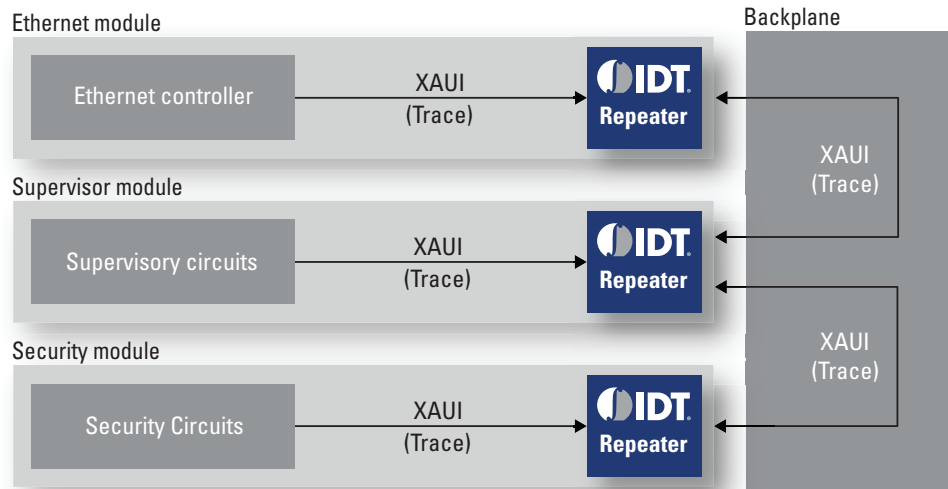 Ethernet module
Backplane
Ethernet controller
XAUI
(Trace)
IDT.
Repeater
XAUI
(Trace)
Supervisor module
Supervisory circuits
XAUI
(Trace)
IDT.
Repeater
XAUI
(Trace)
Security module
Security Circuits
XAUI
(Trace)
IDT.
Repeater